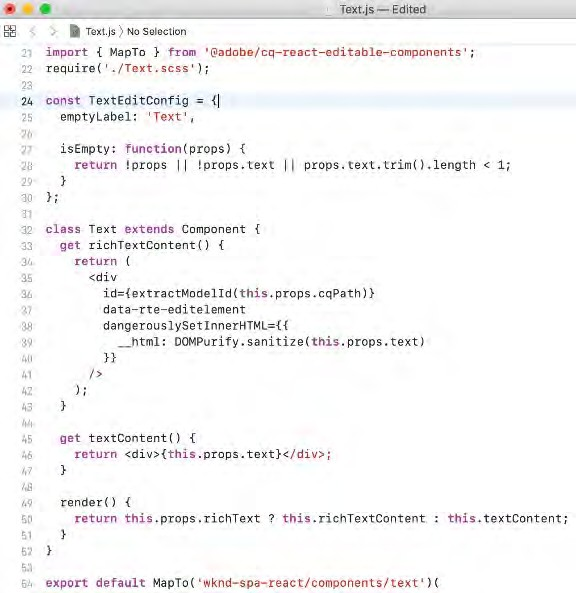 Text.js — Edited
Text.js 〉 No Selection
21 import { MapTo } from '@adobe/cq-react-editable-components';
22 require('./Text.scss');
23
24 const TextEditConfig = {
25   emptyLabel: 'Text',
26
27   isEmpty: function(props) {
28     return !props || !props.text || props.text.trim().length < 1;
29   }
30 };
31
32 class Text extends Component {
33   get richTextContent() {
34     return (
35       <div
36         id={extractModelId(this.props.cqPath)}
37         data-rte-editelement
38         dangerouslySetInnerHTML={{
39           __html: DOMPurify.sanitize(this.props.text)
40         }}
41       />
42     );
43   }
44
45   get textContent() {
46     return <div>{this.props.text}</div>;
47   }
48
49   render() {
50     return this.props.richText ? this.richTextContent : this.textContent;
51   }
52 }
53
54 export default MapTo('wknd-spa-react/components/text')(